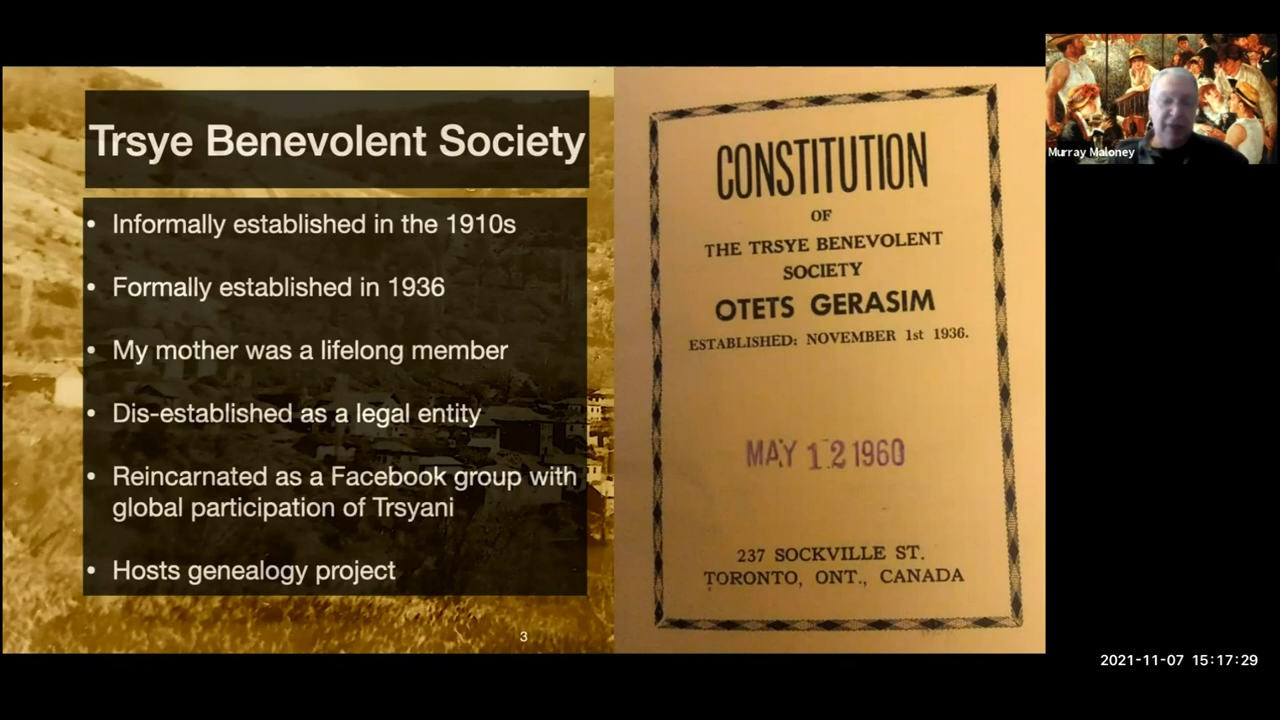 Trsye Benevolent Society
• Informally established in the 1910s
• Formally established in 1936
• My mother was a lifelong member
• Dis-established as a legal entity
• Reincarnated as a Facebook group with
global participation of Trsyani
• Hosts genealogy project
3
CONSTITUTION
OF
THE TRSYE BENEVOLENT
SOCIETY
OTETS GERASIM
ESTABLISHED: NOVEMBER 1st 1936.
MAY 12 1960
237 SOCKVILLE ST.
TORONTO, ONT., CANADA
Murray Maloney
2021-11-07 15:17:29